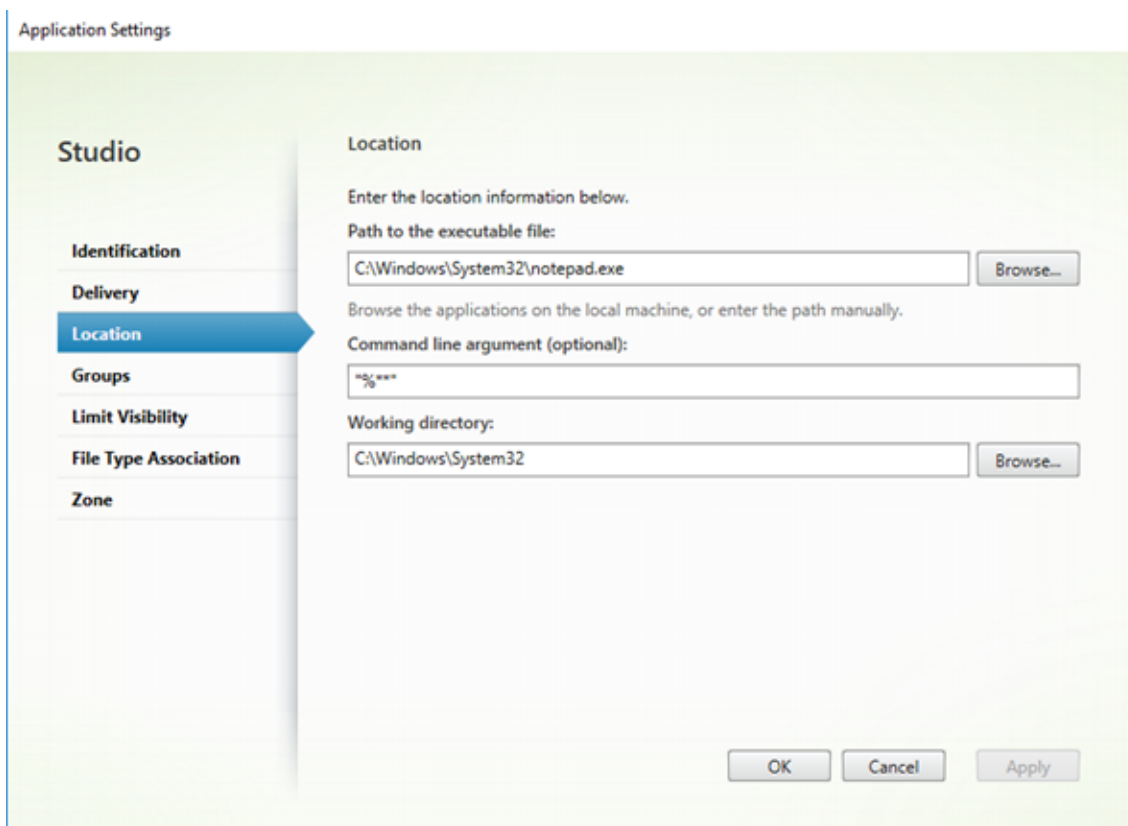 Application Settings
Studio
Identification
Delivery
Location
Groups
Limit Visibility
File Type Association
Zone
Location
Enter the location information below.
Path to the executable file:
C:\Windows\System32\notepad.exe
Browse...
Browse the applications on the local machine, or enter the path manually.
Command line argument (optional):
"%**"
Working directory:
C:\Windows\System32
Browse...
OK
Cancel
Apply